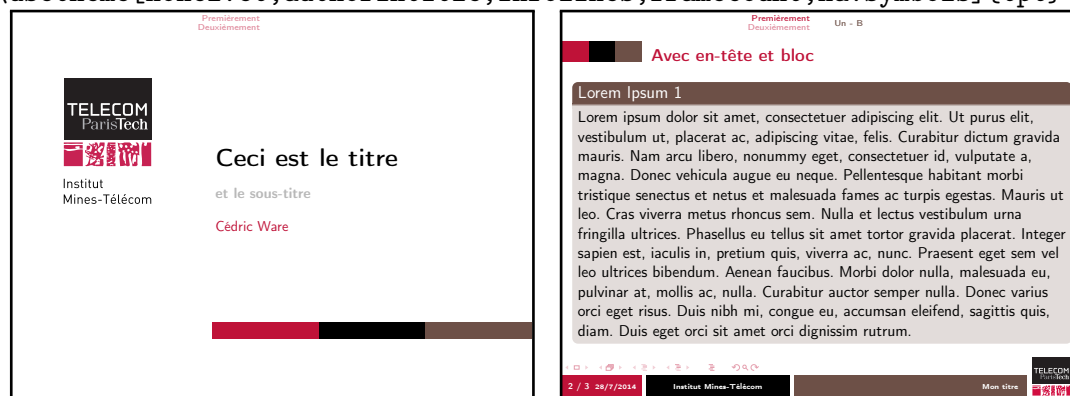 Premièrement
Deuxièmement
TELECOM
ParisTech
Institut
Mines-Télécom
Ceci est le titre
et le sous-titre
Cédric Ware
Premièrement
Deuxièmement
Un - B
Avec en-tête et bloc
Lorem Ipsum 1
Lorem ipsum dolor sit amet, consectetuer adipiscing elit. Ut purus elit,
vestibulum ut, placerat ac, adipiscing vitae, felis. Curabitur dictum gravida
mauris. Nam arcu libero, nonummy eget, consectetuer id, vulputate a,
magna. Donec vehicula augue eu neque. Pellentesque habitant morbi
tristique senectus et netus et malesuada fames ac turpis egestas. Mauris ut
leo. Cras viverra metus rhoncus sem. Nulla et lectus vestibulum urna
fringilla ultrices. Phasellus eu tellus sit amet tortor gravida placerat. Integer
sapien est, iaculis in, pretium quis, viverra ac, nunc. Praesent eget sem vel
leo ultrices bibendum. Aenean faucibus. Morbi dolor nulla, malesuada eu,
pulvinar at, mollis ac, nulla. Curabitur auctor semper nulla. Donec varius
orci eget risus. Duis nibh mi, congue eu, accumsan eleifend, sagittis quis,
diam. Duis eget orci sit amet orci dignissim rutrum.
2 / 3 28/7/2014
Institut Mines-Télécom
Mon titre
TELECOM
ParisTech